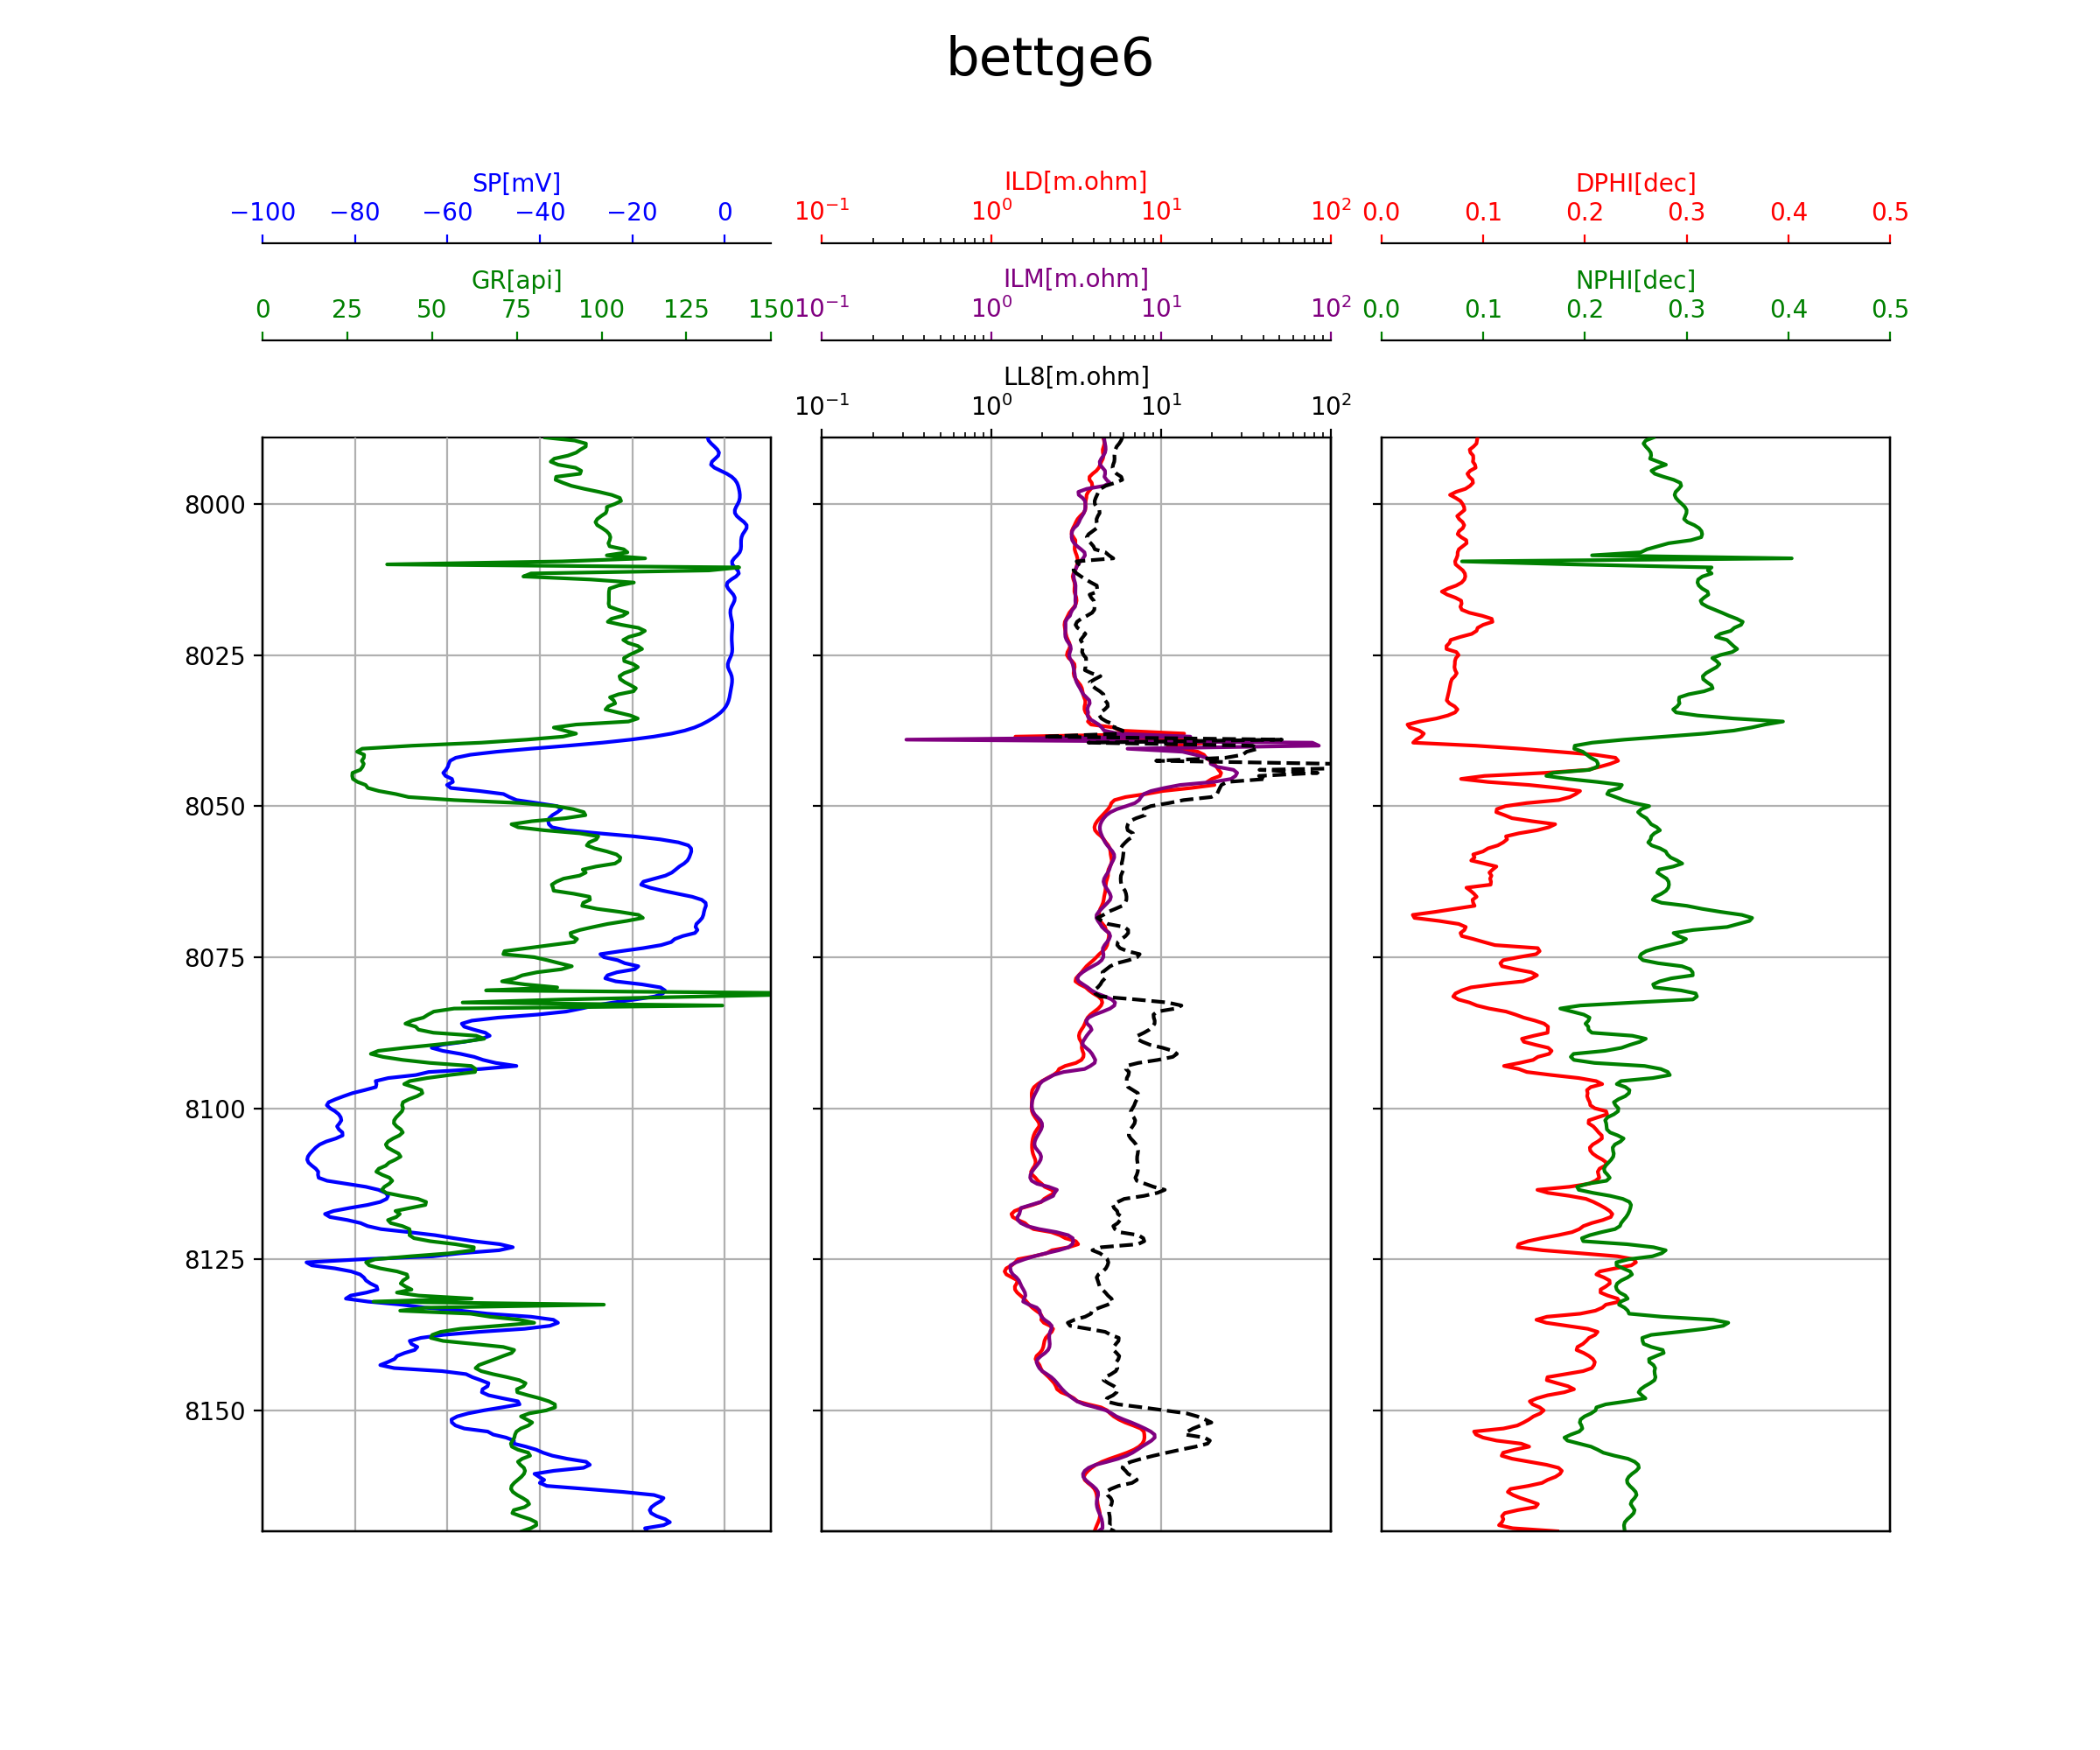 bettge6
SP[mV] ILD[m.ohm] DPHI[dec]
−100 −80 −60 −40 −20 0 10⁻¹ 10⁰ 10¹ 10² 0.0 0.1 0.2 0.3 0.4 0.5
GR[api] ILM[m.ohm] NPHI[dec]
0 25 50 75 100 125 150 10⁻¹ 10⁰ 10¹ 10² 0.0 0.1 0.2 0.3 0.4 0.5
LL8[m.ohm]
10⁻¹ 10⁰ 10¹ 10²
8000
8025
8050
8075
8100
8125
8150